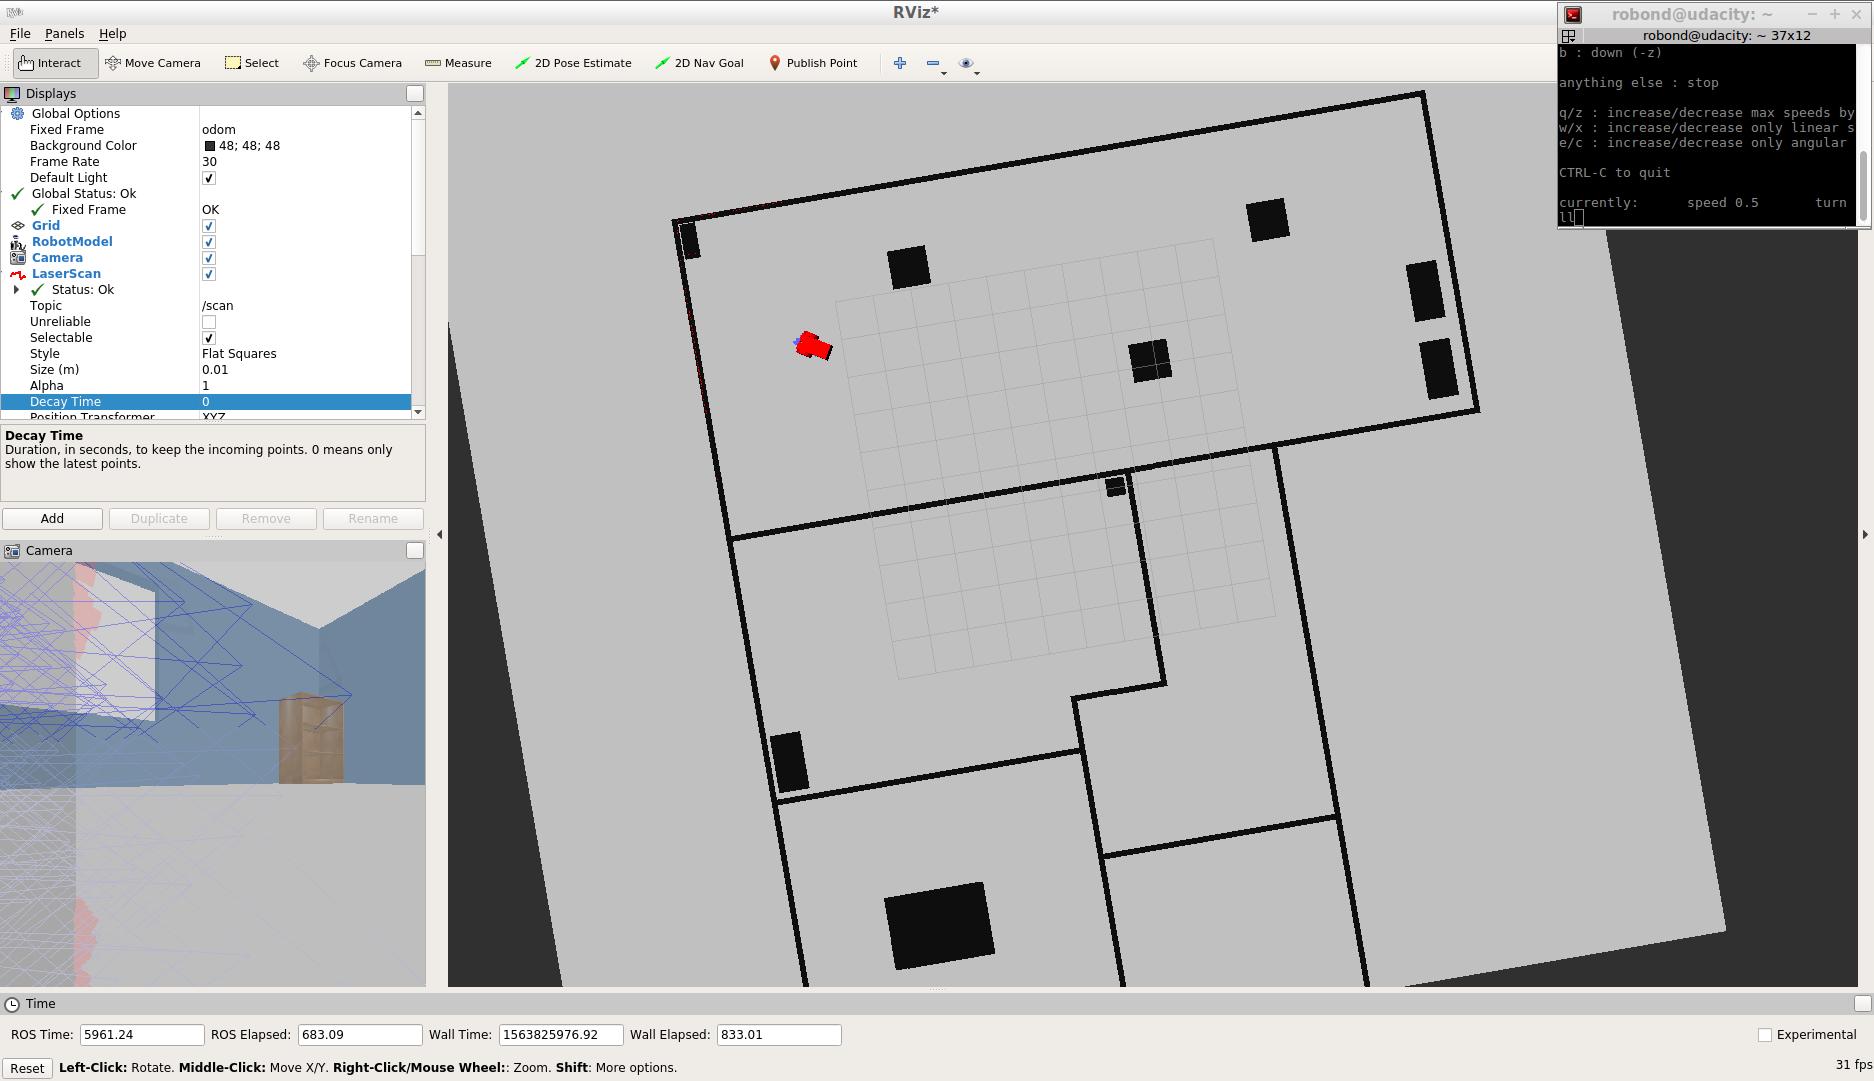 RViz*
File Panels Help
Interact Move Camera Select Focus Camera Measure 2D Pose Estimate 2D Nav Goal Publish Point
Displays
Global Options
Fixed Frame odom
Background Color 48; 48; 48
Frame Rate 30
Default Light
Global Status: Ok
Fixed Frame OK
Grid
RobotModel
Camera
LaserScan
Status: Ok
Topic /scan
Unreliable
Selectable
Style Flat Squares
Size (m) 0.01
Alpha 1
Decay Time 0
Position Transformer XYZ
Decay Time
Duration, in seconds, to keep the incoming points. 0 means only
show the latest points.
Add Duplicate Remove Rename
Camera
robond@udacity: ~
robond@udacity: ~ 37x12
b : down (-z)
anything else : stop
q/z : increase/decrease max speeds by
w/x : increase/decrease only linear s
e/c : increase/decrease only angular
CTRL-C to quit
currently: speed 0.5 turn
ll
Time
ROS Time: 5961.24 ROS Elapsed: 683.09 Wall Time: 1563825976.92 Wall Elapsed: 833.01 Experimental
Reset Left-Click: Rotate. Middle-Click: Move X/Y. Right-Click/Mouse Wheel:: Zoom. Shift: More options. 31 fps